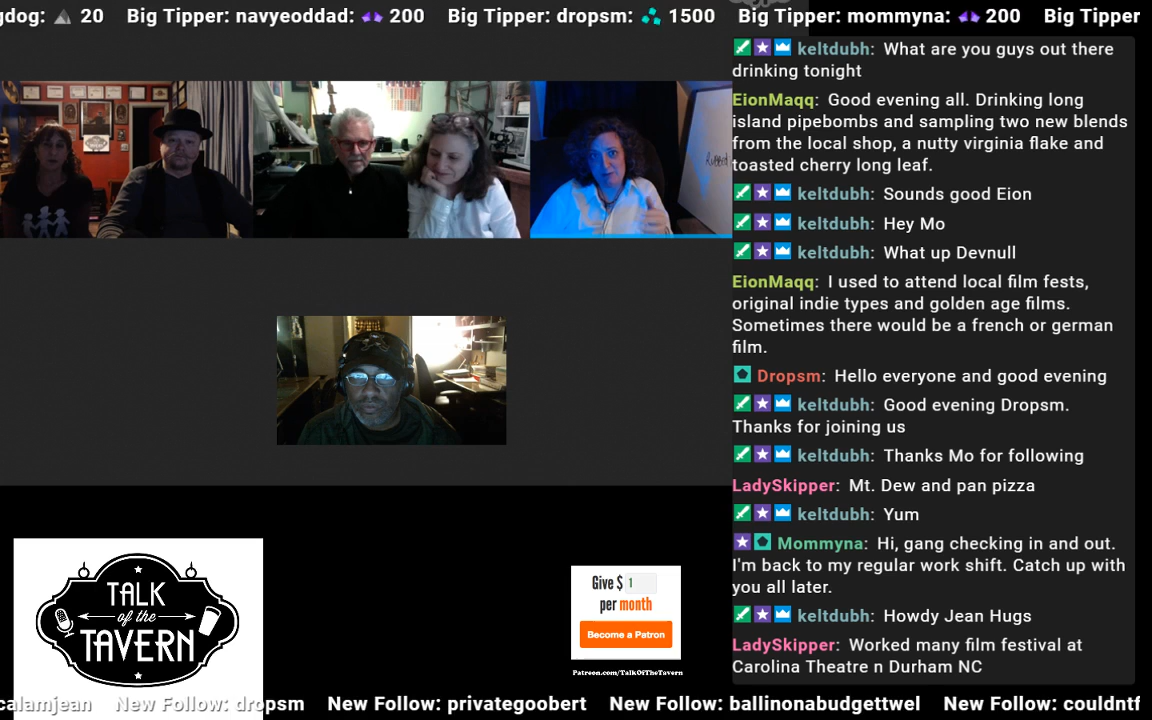 gdog: 20 Big Tipper: navyeoddad: 200 Big Tipper: dropsm: 1500 Big Tipper: mommyna: 200 Big Tipper
keltdubh: What are you guys out there
drinking tonight
EionMaqq: Good evening all. Drinking long
island pipebombs and sampling two new blends
from the local shop, a nutty virginia flake and
toasted cherry long leaf.
keltdubh: Sounds good Eion
keltdubh: Hey Mo
keltdubh: What up Devnull
EionMaqq: I used to attend local film fests,
original indie types and golden age films.
Sometimes there would be a french or german
film.
Dropsm: Hello everyone and good evening
keltdubh: Good evening Dropsm.
Thanks for joining us
keltdubh: Thanks Mo for following
LadySkipper: Mt. Dew and pan pizza
keltdubh: Yum
Mommyna: Hi, gang checking in and out.
I'm back to my regular work shift. Catch up with
you all later.
keltdubh: Howdy Jean Hugs
LadySkipper: Worked many film festival at
Carolina Theatre n Durham NC
TALK
of the
TAVERN
Give $ 1
per month
Become a Patron
Patreon.com/TalkOfTheTavern
calamjean New Follow: dropsm New Follow: privategoobert New Follow: ballinonabudgettwel New Follow: couldntf